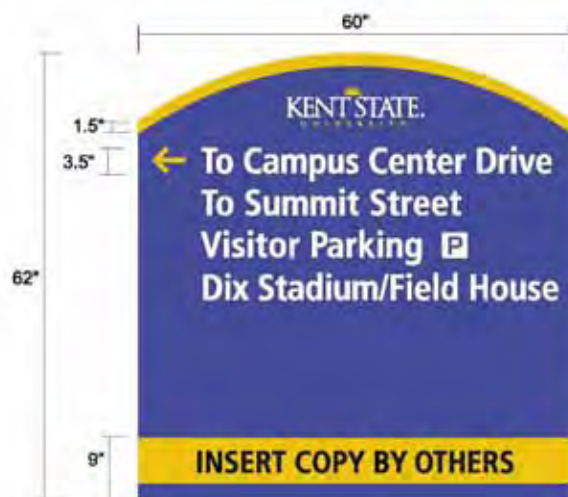 60"
KENT STATE.
UNIVERSITY
1.5"
3.5"
← To Campus Center Drive
To Summit Street
Visitor Parking P
62"
Dix Stadium/Field House
9"
INSERT COPY BY OTHERS